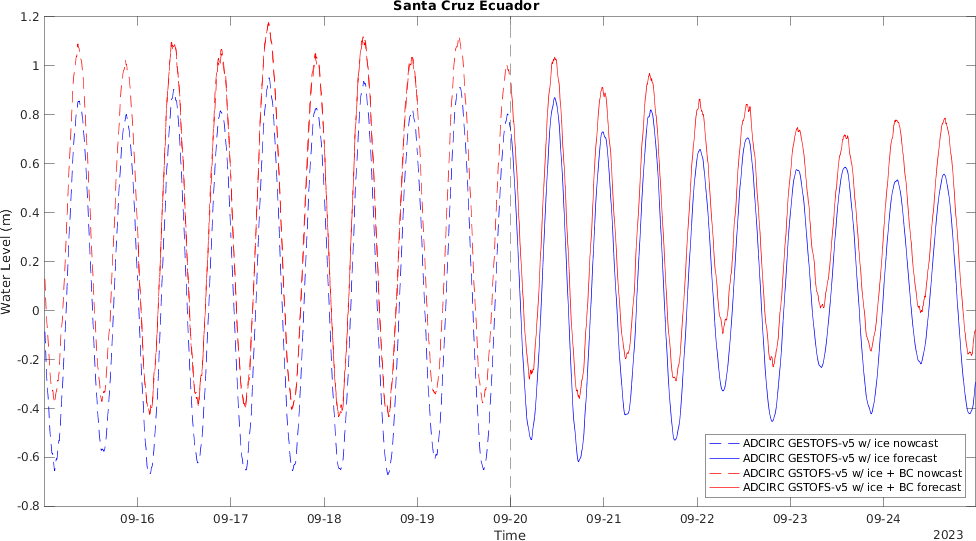 Santa Cruz Ecuador
1.2
1
0.8
0.6
0.4
0.2
0
-0.2
-0.4
-0.6
-0.8
Water Level (m)
ADCIRC GESTOFS-v5 w/ ice nowcast
ADCIRC GESTOFS-v5 w/ ice forecast
ADCIRC GSTOFS-v5 w/ ice + BC nowcast
ADCIRC GSTOFS-v5 w/ ice + BC forecast
09-16 09-17 09-18 09-19 09-20 09-21 09-22 09-23 09-24
Time
2023